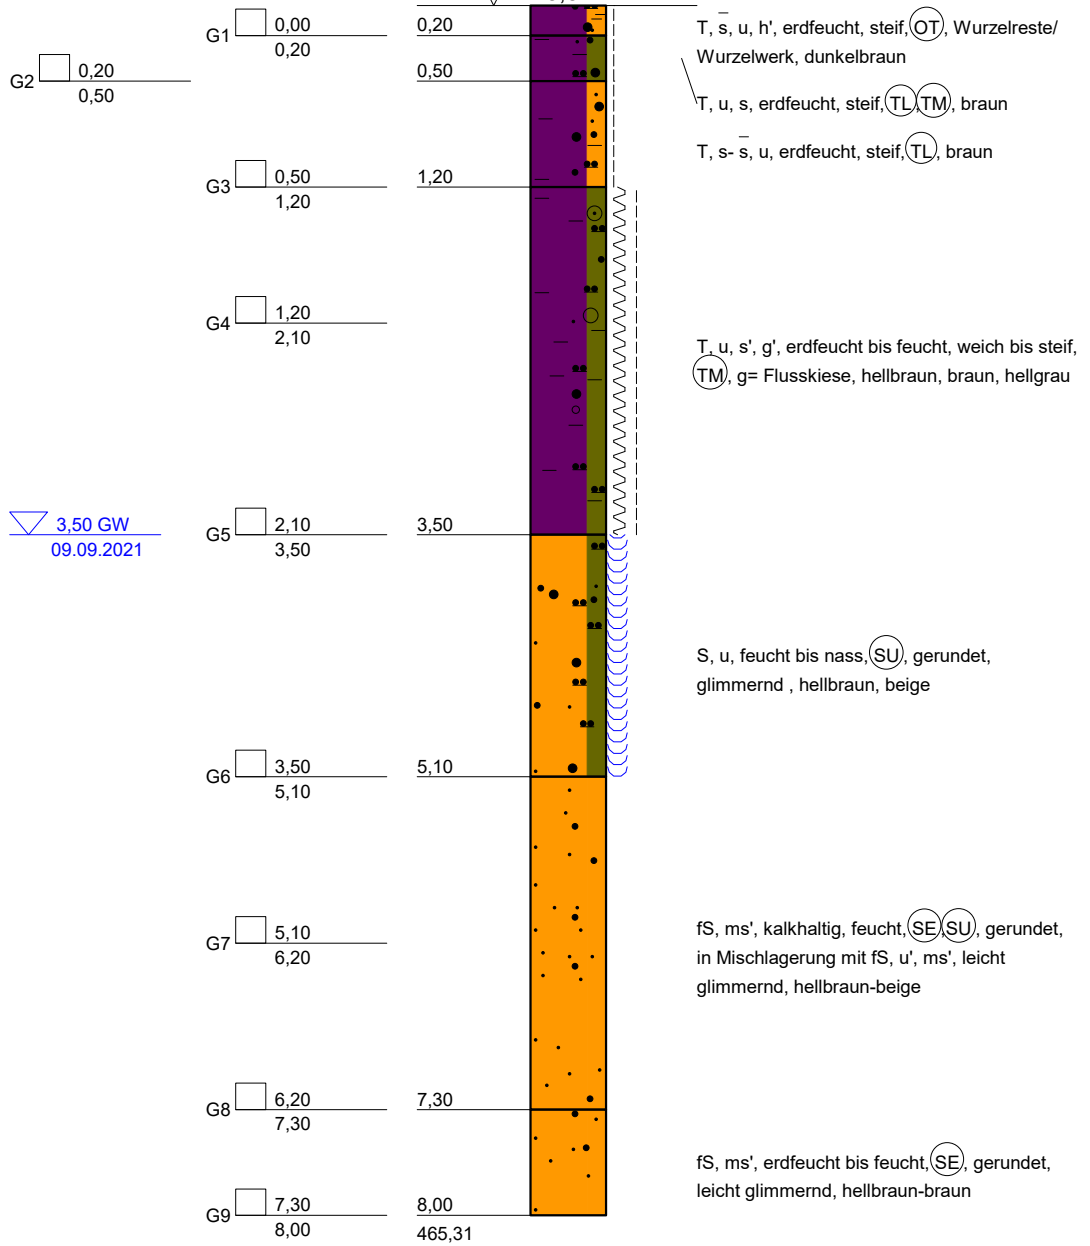 G1 0,00
0,20
0,20
T, s̅, u, h', erdfeucht, steif, OT, Wurzelreste/
Wurzelwerk, dunkelbraun
G2 0,20
0,50
0,50
T, u, s, erdfeucht, steif, TL, TM, braun
T, s- s̅, u, erdfeucht, steif, TL, braun
G3 0,50
1,20
1,20
G4 1,20
2,10
T, u, s', g', erdfeucht bis feucht, weich bis steif,
TM, g= Flusskiese, hellbraun, braun, hellgrau
3,50 GW
09.09.2021
G5 2,10
3,50
3,50
S, u, feucht bis nass, SU, gerundet,
glimmernd , hellbraun, beige
G6 3,50
5,10
5,10
G7 5,10
6,20
fS, ms', kalkhaltig, feucht, SE, SU, gerundet,
in Mischlagerung mit fS, u', ms', leicht
glimmernd, hellbraun-beige
G8 6,20
7,30
7,30
fS, ms', erdfeucht bis feucht, SE, gerundet,
leicht glimmernd, hellbraun-braun
G9 7,30
8,00
8,00
465,31